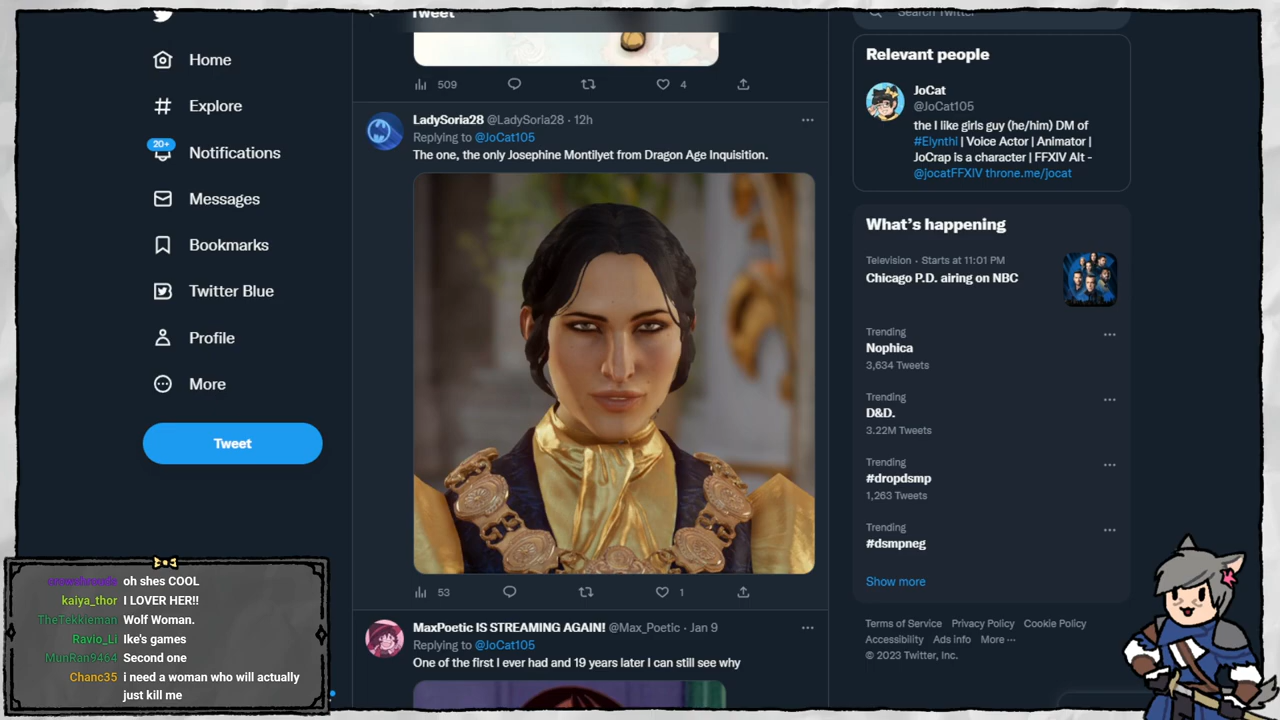 Home
Explore
20+
Notifications
Messages
Bookmarks
Twitter Blue
Profile
More
Tweet
Tweet
509
4
LadySoria28 @LadySoria28 · 12h
Replying to @JoCat105
The one, the only Josephine Montilyet from Dragon Age Inquisition.
53
1
MaxPoetic IS STREAMING AGAIN! @Max_Poetic · Jan 9
Replying to @JoCat105
One of the first I ever had and 19 years later I can still see why
Search Twitter
Relevant people
JoCat
@JoCat105
the I like girls guy (he/him) DM of
#Elynthi | Voice Actor | Animator |
JoCrap is a character | FFXIV Alt -
@jocatFFXIV throne.me/jocat
What's happening
Television · Starts at 11:01 PM
Chicago P.D. airing on NBC
Trending
Nophica
3,634 Tweets
Trending
D&D.
3.22M Tweets
Trending
#dropdsmp
1,263 Tweets
Trending
#dsmpneg
Show more
Terms of Service Privacy Policy Cookie Policy
Accessibility Ads info More ···
© 2023 Twitter, Inc.
oh shes COOL
kaiya_thor I LOVER HER!!
TheTekkieman Wolf Woman.
Ravio_Li Ike's games
MunRan9464 Second one
Chanc35 i need a woman who will actually
just kill me